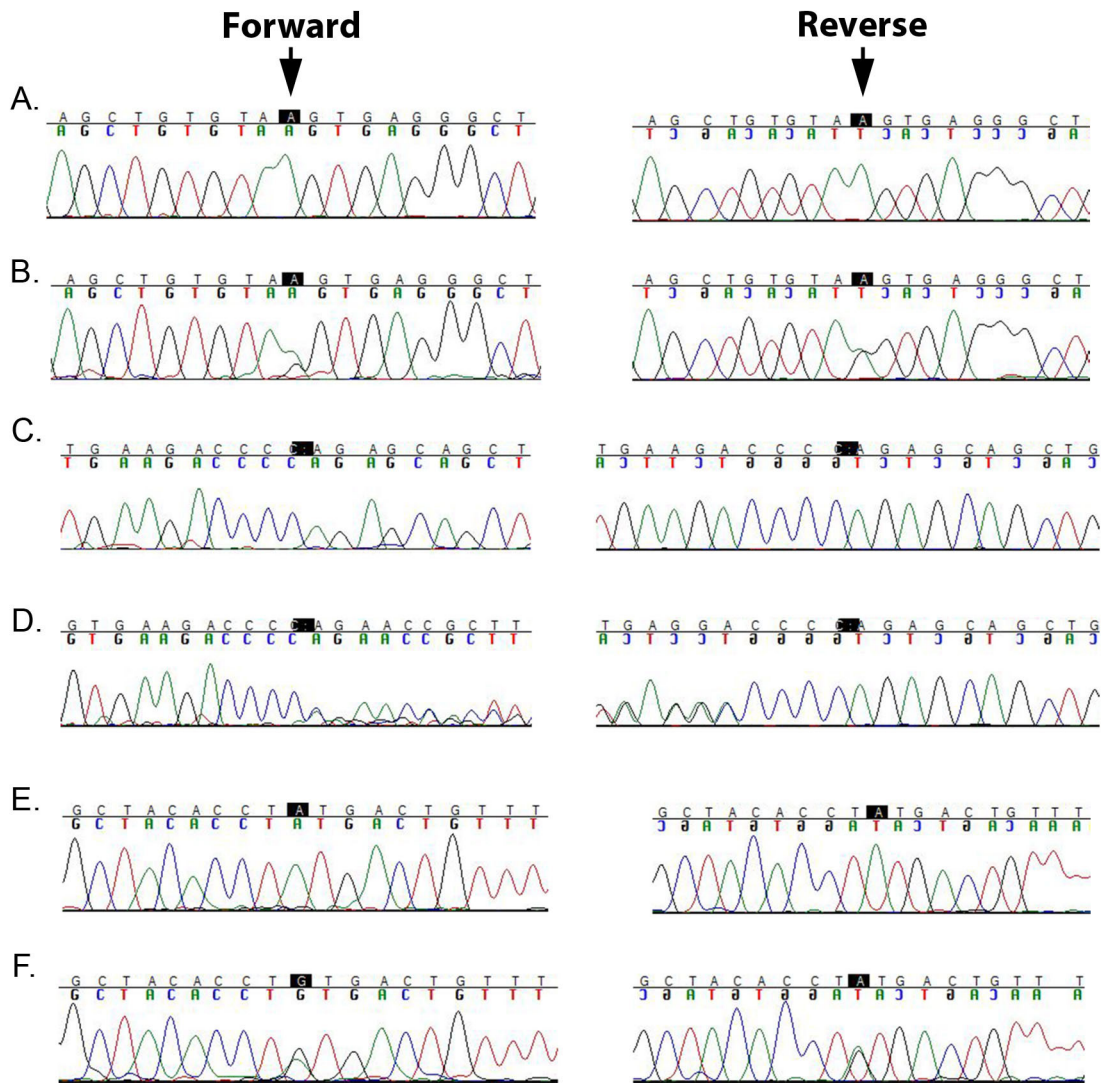 Forward
Reverse
A.
A G C T G T G T A A G T G A G G G C T
A G C T G T G T A A G T G A G G G C T
A G C T G T G T A A G T G A G G G C T
T C G A C A C A T T C A C T C C C G A
B.
A G C T G T G T A A G T G A G G G C T
A G C T G T G T A A G T G A G G G C T
A G C T G T G T A A G T G A G G G C T
T C G A C A C A T T C A C T C C C G A
C.
T G A A G A C C C C A G A G C A G C T
T G A A G A C C C C A G A G C A G C T
T G A A G A C C C C A G A G C A G C T G
A C T T C T G G G G T C T C G T C G A C
D.
G T G A A G A C C C C A G A A C C G C T T
G T G A A G A C C C C A G A A C C G C T T
T G A G G A C C C C A G A G C A G C T G
A C T C C T G G G G T C T C G T C G A C
E.
G C T A C A C C T A T G A C T G T T T
G C T A C A C C T A T G A C T G T T T
G C T A C A C C T A T G A C T G T T T
C G A T G T G G A T A C T G A C A A A
F.
G C T A C A C C T G T G A C T G T T T
G C T A C A C C T G T G A C T G T T T
G C T A C A C C T A T G A C T G T T T
C G A T G T G G A T A C T G A C A A A